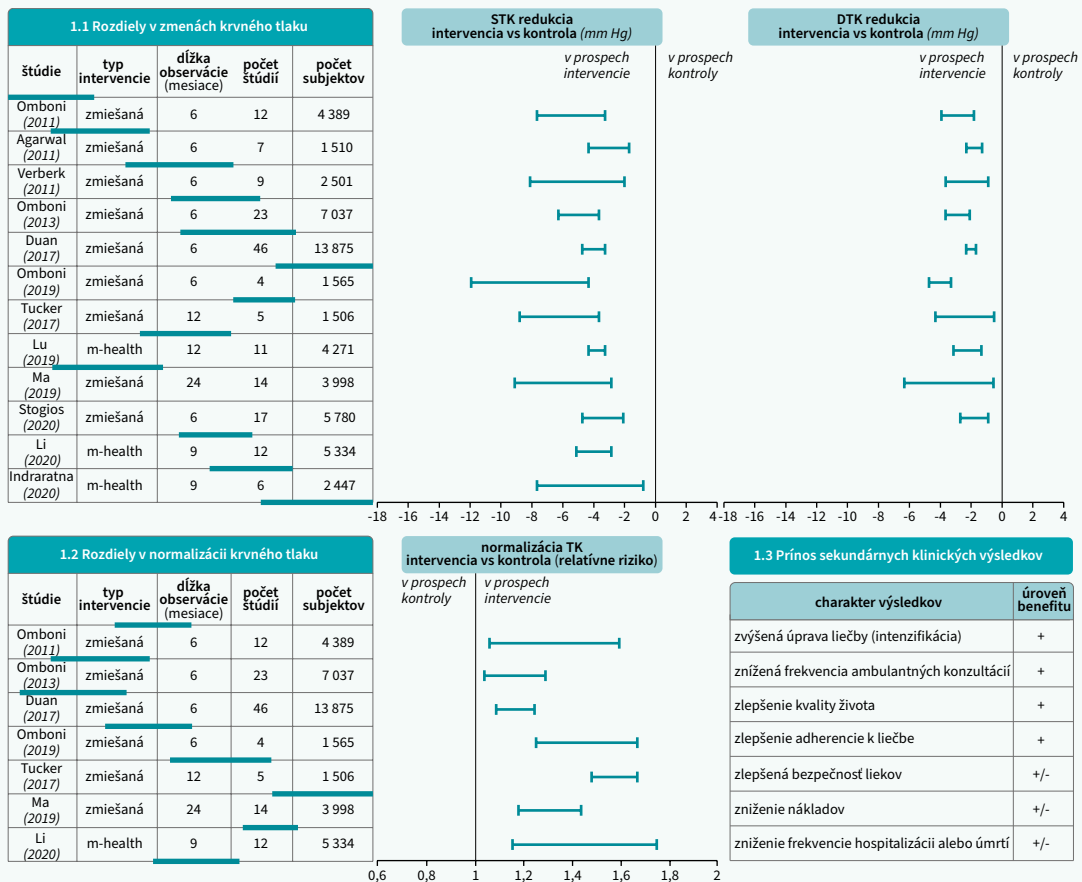 1.1 Rozdiely v zmenách krvného tlaku
štúdie typ intervencie dĺžka observácie (mesiace) počet štúdií počet subjektov
Omboni (2011) zmiešaná 6 12 4 389
Agarwal (2011) zmiešaná 6 7 1 510
Verberk (2011) zmiešaná 6 9 2 501
Omboni (2013) zmiešaná 6 23 7 037
Duan (2017) zmiešaná 6 46 13 875
Omboni (2019) zmiešaná 6 4 1 565
Tucker (2017) zmiešaná 12 5 1 506
Lu (2019) m-health 12 11 4 271
Ma (2019) zmiešaná 24 14 3 998
Stogios (2020) zmiešaná 6 17 5 780
Li (2020) m-health 9 12 5 334
Indraratna (2020) m-health 9 6 2 447
STK redukcia
intervencia vs kontrola (mm Hg)
v prospech intervencie
v prospech kontroly
-18 -16 -14 -12 -10 -8 -6 -4 -2 0 2 4
DTK redukcia
intervencia vs kontrola (mm Hg)
v prospech intervencie
v prospech kontroly
-18 -16 -14 -12 -10 -8 -6 -4 -2 0 2 4
1.2 Rozdiely v normalizácii krvného tlaku
štúdie typ intervencie dĺžka observácie (mesiace) počet štúdií počet subjektov
Omboni (2011) zmiešaná 6 12 4 389
Omboni (2013) zmiešaná 6 23 7 037
Duan (2017) zmiešaná 6 46 13 875
Omboni (2019) zmiešaná 6 4 1 565
Tucker (2017) zmiešaná 12 5 1 506
Ma (2019) zmiešaná 24 14 3 998
Li (2020) m-health 9 12 5 334
normalizácia TK
intervencia vs kontrola (relatívne riziko)
v prospech kontroly
v prospech intervencie
0,6 0,8 1 1,2 1,4 1,6 1,8 2
1.3 Prínos sekundárnych klinických výsledkov
charakter výsledkov úroveň benefitu
zvýšená úprava liečby (intenzifikácia) +
znížená frekvencia ambulantných konzultácií +
zlepšenie kvality života +
zlepšenie adherencie k liečbe +
zlepšená bezpečnosť liekov +/-
zniženie nákladov +/-
zniženie frekvencie hospitalizácii alebo úmrtí +/-